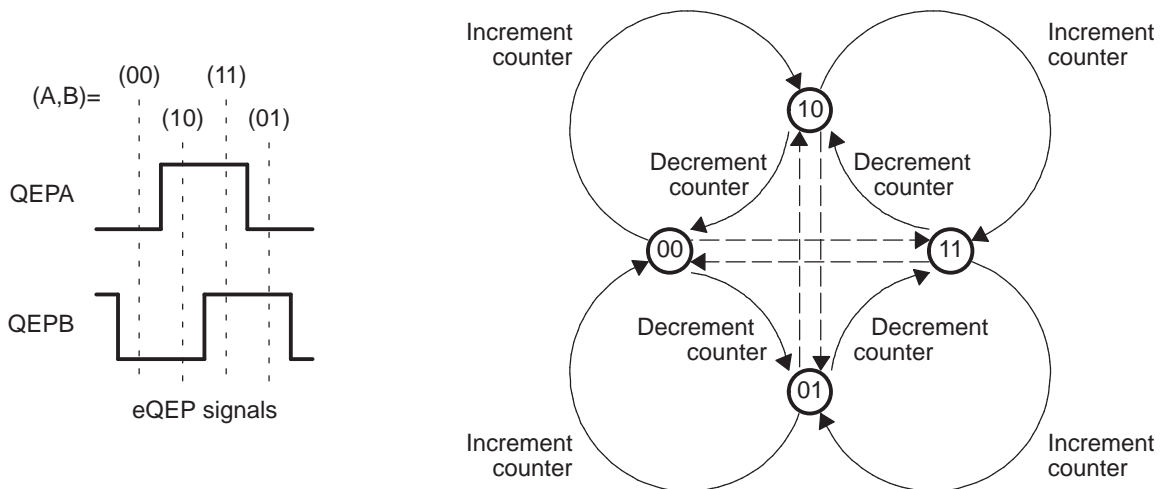 (A,B)=
(00)
(11)
(10)
(01)
QEPA
QEPB
eQEP signals
Increment
counter
Increment
counter
10
Decrement
counter
Decrement
counter
00
11
Decrement
counter
Decrement
counter
01
Increment
counter
Increment
counter